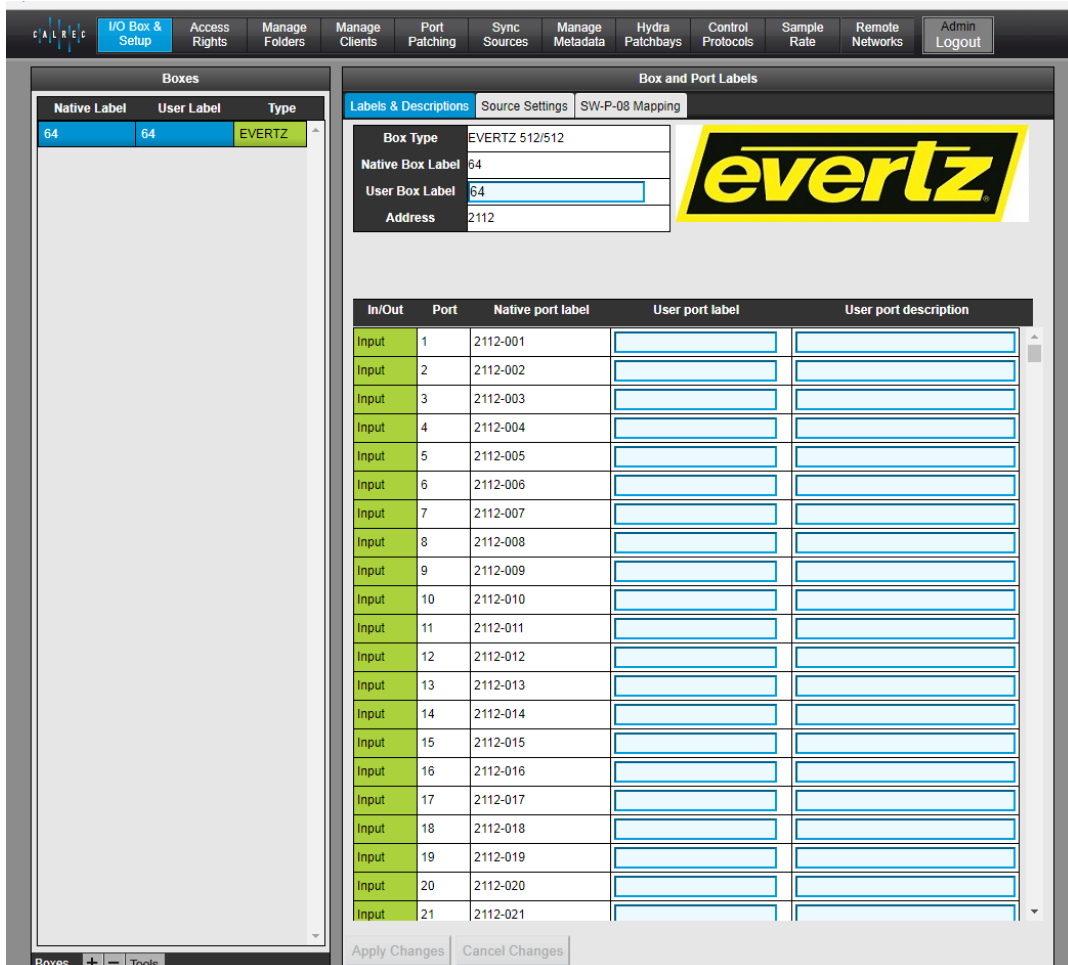 CALREC
I/O Box & Setup
Access Rights
Manage Folders
Manage Clients
Port Patching
Sync Sources
Manage Metadata
Hydra Patchbays
Control Protocols
Sample Rate
Remote Networks
Admin Logout
Boxes
Native Label User Label Type
64 64 EVERTZ
Boxes + − Tools
Box and Port Labels
Labels & Descriptions Source Settings SW-P-08 Mapping
Box Type EVERTZ 512/512
Native Box Label 64
User Box Label 64
Address 2112
evertz®
In/Out Port Native port label User port label User port description
Input 1 2112-001
Input 2 2112-002
Input 3 2112-003
Input 4 2112-004
Input 5 2112-005
Input 6 2112-006
Input 7 2112-007
Input 8 2112-008
Input 9 2112-009
Input 10 2112-010
Input 11 2112-011
Input 12 2112-012
Input 13 2112-013
Input 14 2112-014
Input 15 2112-015
Input 16 2112-016
Input 17 2112-017
Input 18 2112-018
Input 19 2112-019
Input 20 2112-020
Input 21 2112-021
Apply Changes Cancel Changes